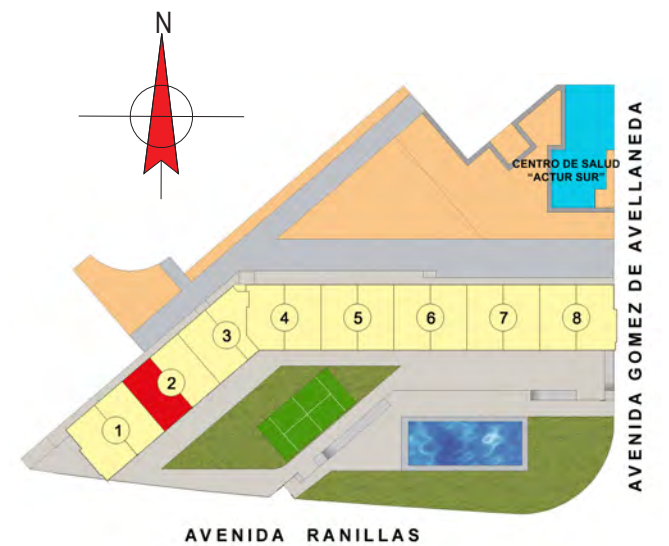 N
CENTRO DE SALUD
"ACTUR SUR"
AVENIDA GOMEZ DE AVELLANEDA
1
2
3
4
5
6
7
8
AVENIDA RANILLAS